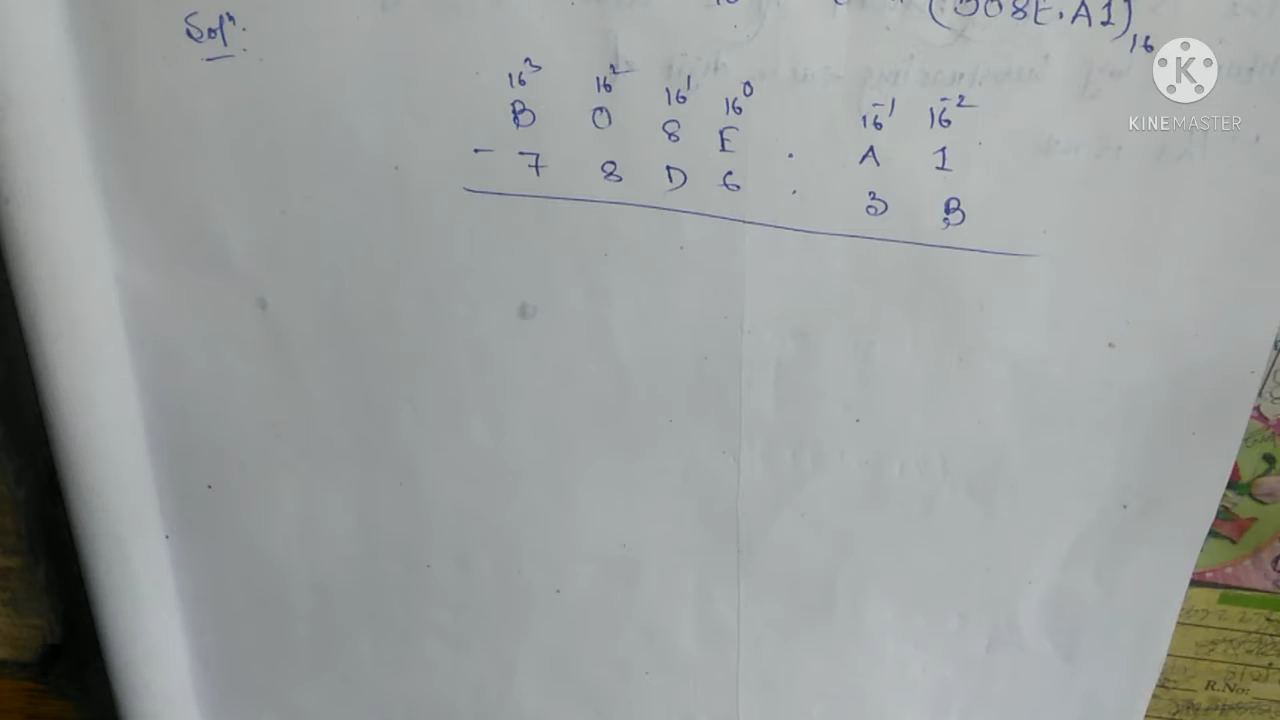 (B08E.A1)₁₆
Solⁿ:
16³ 16² 16¹ 16⁰ 16⁻¹ 16⁻²
B 0 8 E . A 1
- 7 8 D 6 . 3 B
KINEMASTER
R.No: